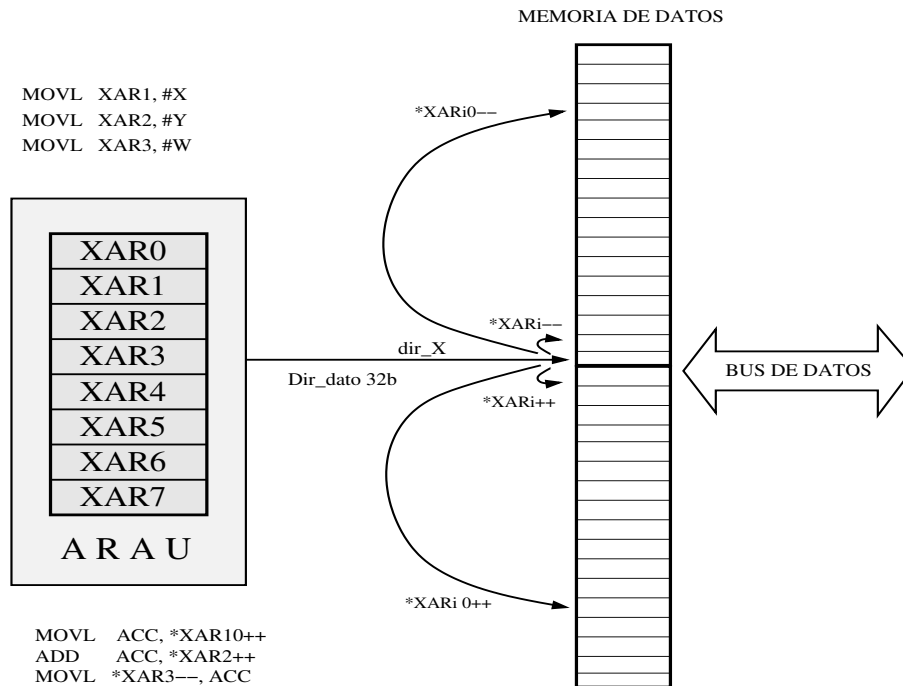 MEMORIA DE DATOS
MOVL XAR1, #X
MOVL XAR2, #Y
MOVL XAR3, #W
*XARi0−−
XAR0
XAR1
XAR2
XAR3
XAR4
XAR5
XAR6
XAR7
A R A U
*XARi−−
dir_X
Dir_dato 32b
*XARi++
BUS DE DATOS
*XARi 0++
MOVL ACC, *XAR10++
ADD ACC, *XAR2++
MOVL *XAR3−−, ACC